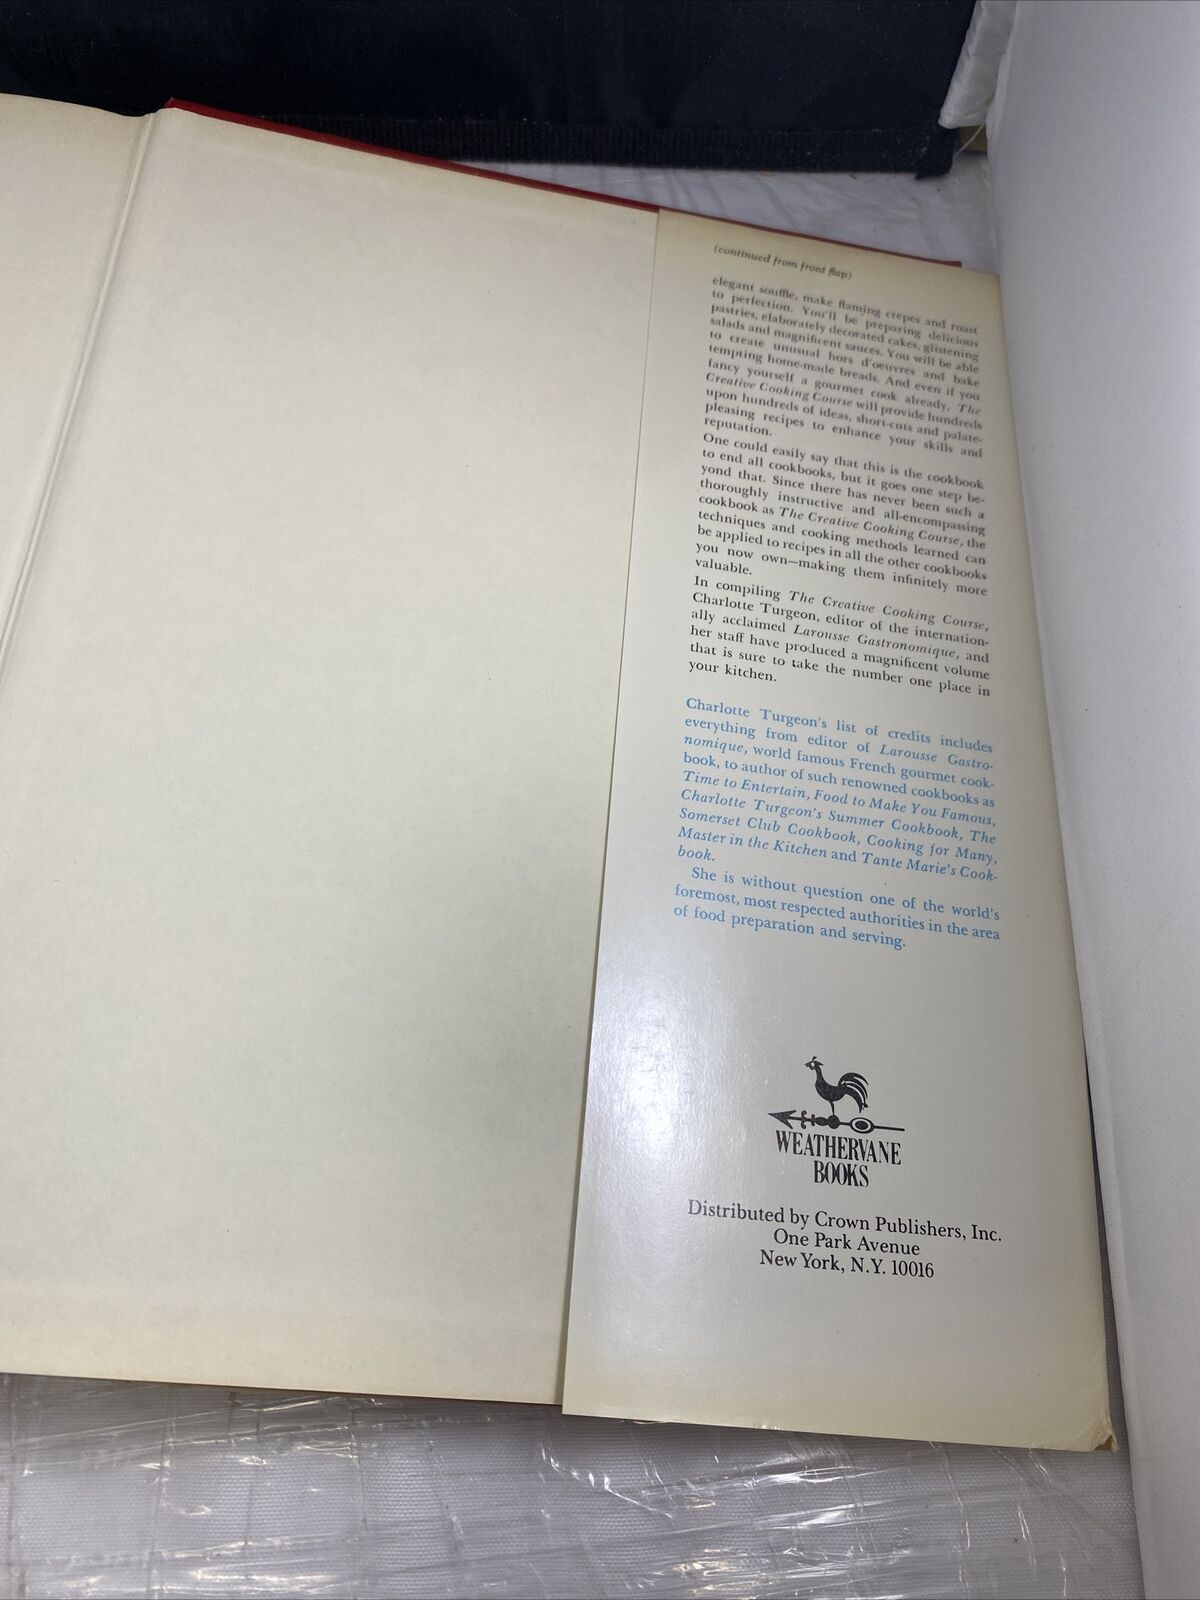 (continued from front flap)
elegant souffle, make flaming crepes and roast
to perfection. You'll be preparing delicious
pastries, elaborately decorated cakes, glistening
salads and magnificent sauces. You will be able
to create unusual hors d'oeuvres and bake
tempting home-made breads. And even if you
fancy yourself a gourmet cook already, The
Creative Cooking Course will provide hundreds
upon hundreds of ideas, short-cuts and palate-
pleasing recipes to enhance your skills and
reputation.
One could easily say that this is the cookbook
to end all cookbooks, but it goes one step be-
yond that. Since there has never been such a
thoroughly instructive and all-encompassing
cookbook as The Creative Cooking Course, the
techniques and cooking methods learned can
be applied to recipes in all the other cookbooks
you now own—making them infinitely more
valuable.
In compiling The Creative Cooking Course,
Charlotte Turgeon, editor of the internation-
ally acclaimed Larousse Gastronomique, and
her staff have produced a magnificent volume
that is sure to take the number one place in
your kitchen.
Charlotte Turgeon's list of credits includes
everything from editor of Larousse Gastro-
nomique, world famous French gourmet cook-
book, to author of such renowned cookbooks as
Time to Entertain, Food to Make You Famous,
Charlotte Turgeon's Summer Cookbook, The
Somerset Club Cookbook, Cooking for Many,
Master in the Kitchen and Tante Marie's Cook-
book.
She is without question one of the world's
foremost, most respected authorities in the area
of food preparation and serving.
WEATHERVANE
BOOKS
Distributed by Crown Publishers, Inc.
One Park Avenue
New York, N.Y. 10016